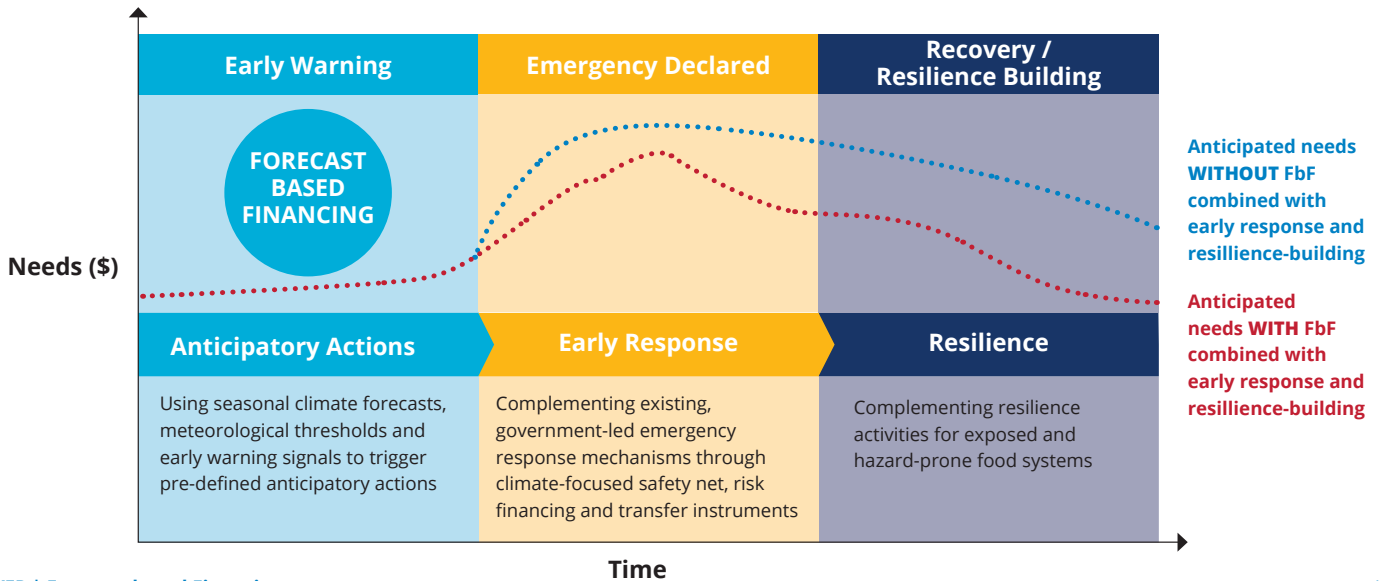 Early Warning
Emergency Declared
Recovery /
Resilience Building
FORECAST
BASED
FINANCING
Needs ($)
Anticipated needs
WITHOUT FbF
combined with
early response and
resillience-building
Anticipated
needs WITH FbF
combined with
early response and
resillience-building
Anticipatory Actions
Early Response
Resilience
Using seasonal climate forecasts,
meteorological thresholds and
early warning signals to trigger
pre-defined anticipatory actions
Complementing existing,
government-led emergency
response mechanisms through
climate-focused safety net, risk
financing and transfer instruments
Complementing resilience
activities for exposed and
hazard-prone food systems
Time